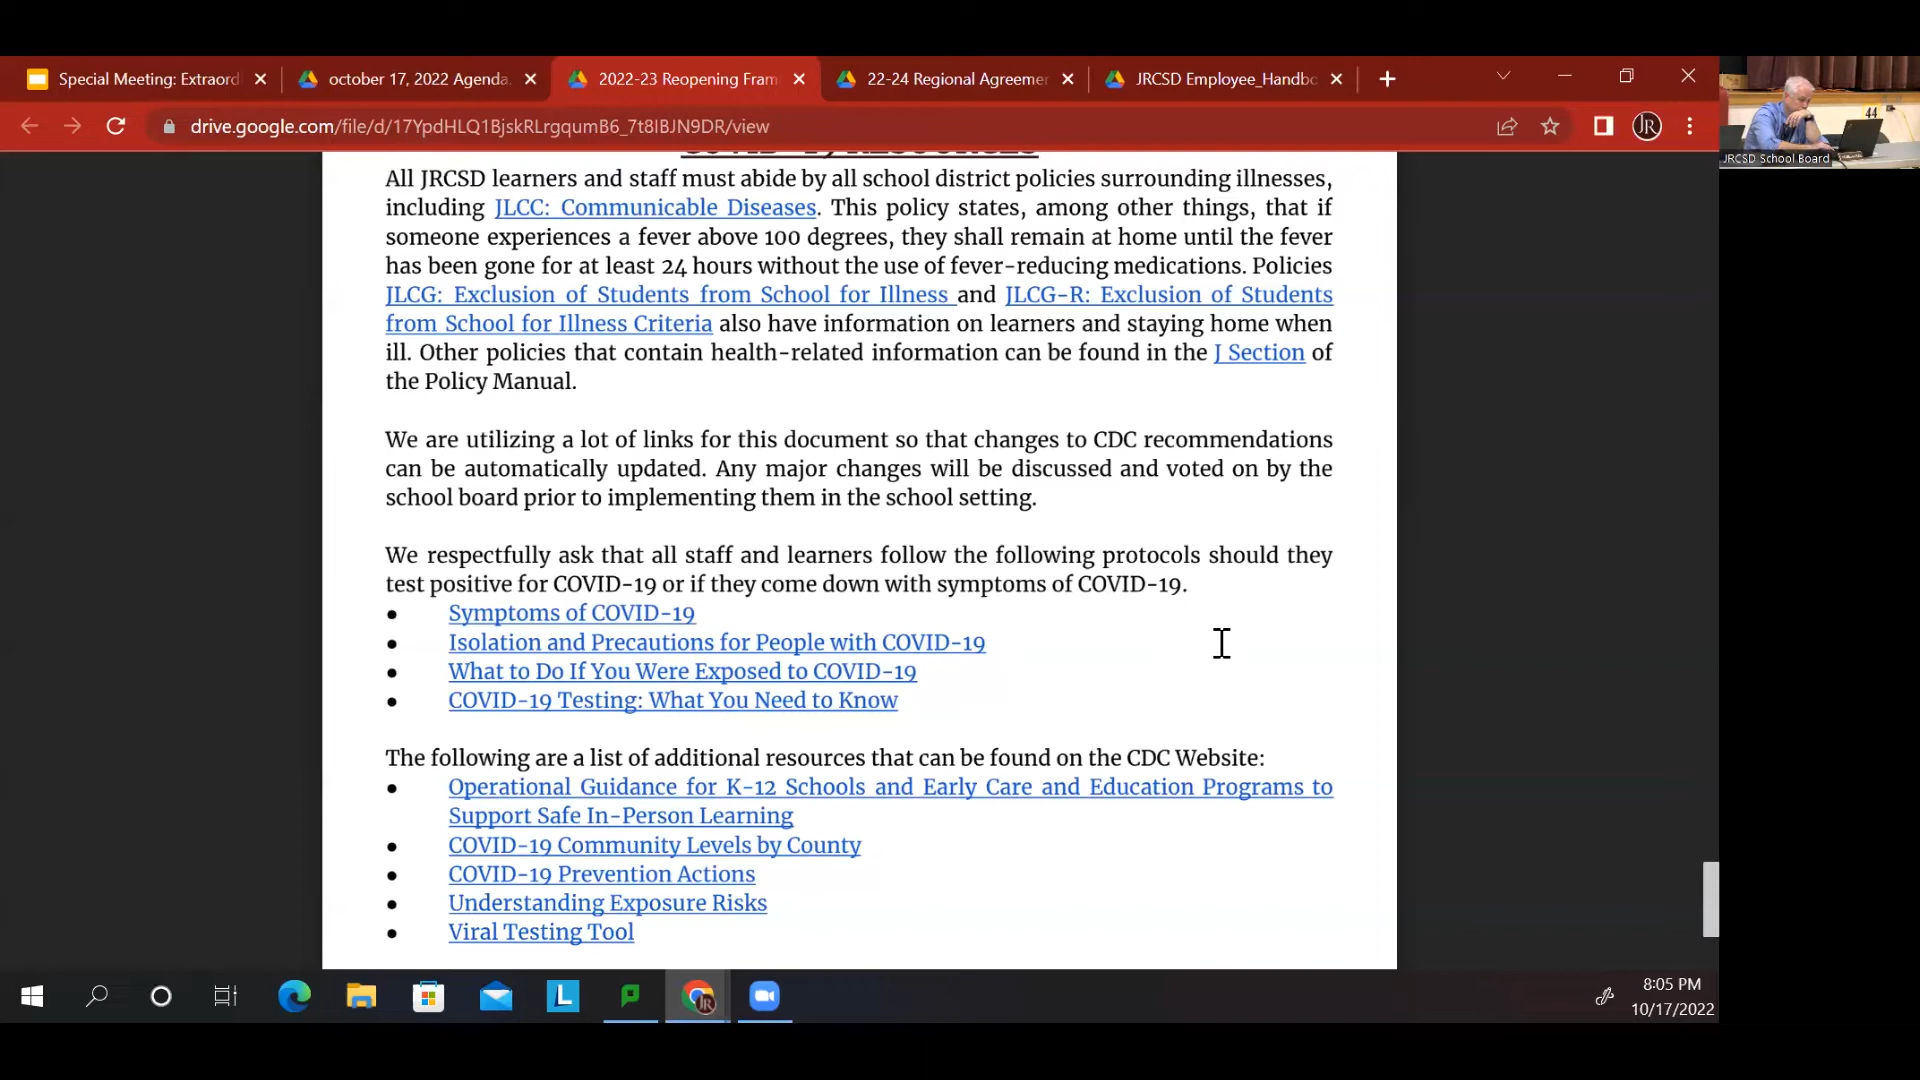 Special Meeting: Extraord
october 17, 2022 Agenda.
2022-23 Reopening Fram
22-24 Regional Agreemen
JRCSD Employee_Handbo
drive.google.com/file/d/17YpdHLQ1BjskRLrgqumB6_7t8IBJN9DR/view
JR
44
JRCSD School Board
COVID-19 RESOURCES
All JRCSD learners and staff must abide by all school district policies surrounding illnesses,
including JLCC: Communicable Diseases. This policy states, among other things, that if
someone experiences a fever above 100 degrees, they shall remain at home until the fever
has been gone for at least 24 hours without the use of fever-reducing medications. Policies
JLCG: Exclusion of Students from School for Illness and JLCG-R: Exclusion of Students
from School for Illness Criteria also have information on learners and staying home when
ill. Other policies that contain health-related information can be found in the J Section of
the Policy Manual.
We are utilizing a lot of links for this document so that changes to CDC recommendations
can be automatically updated. Any major changes will be discussed and voted on by the
school board prior to implementing them in the school setting.
We respectfully ask that all staff and learners follow the following protocols should they
test positive for COVID-19 or if they come down with symptoms of COVID-19.
● Symptoms of COVID-19
● Isolation and Precautions for People with COVID-19
● What to Do If You Were Exposed to COVID-19
● COVID-19 Testing: What You Need to Know
The following are a list of additional resources that can be found on the CDC Website:
● Operational Guidance for K-12 Schools and Early Care and Education Programs to
Support Safe In-Person Learning
● COVID-19 Community Levels by County
● COVID-19 Prevention Actions
● Understanding Exposure Risks
● Viral Testing Tool
L
JR
8:05 PM
10/17/2022